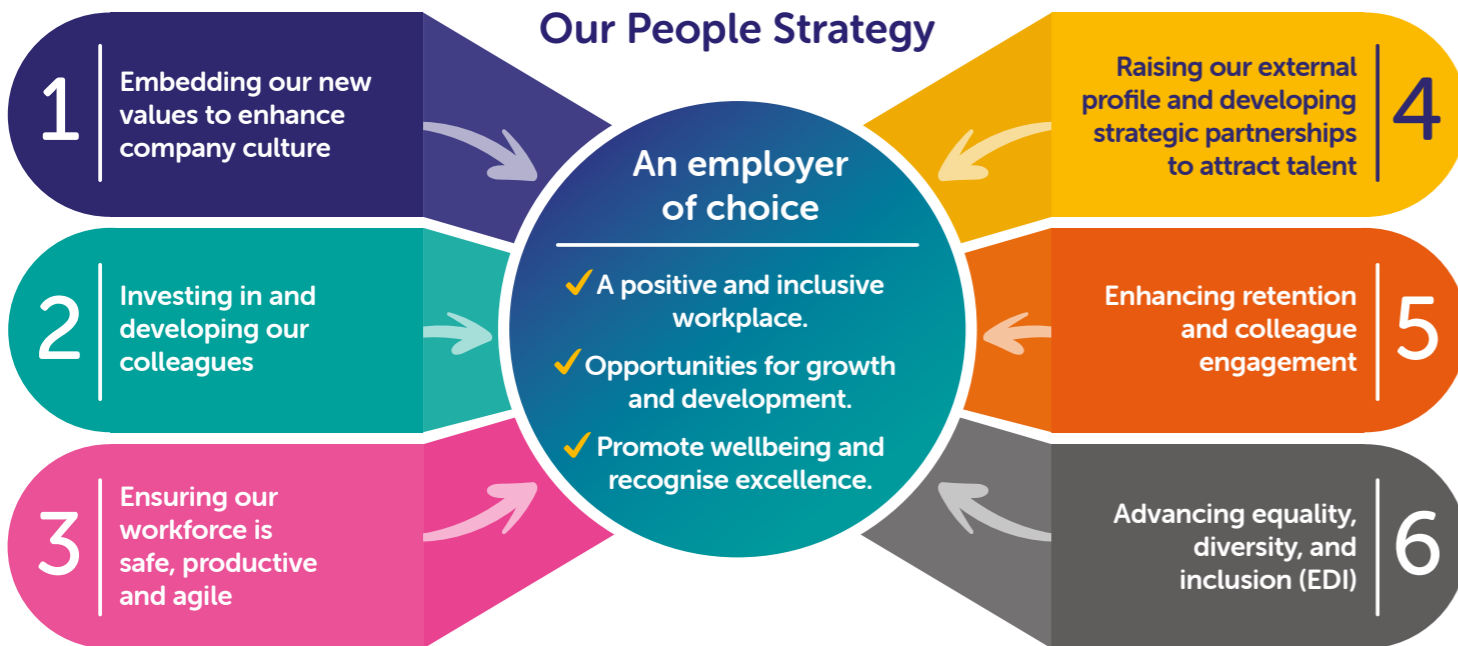 Our People Strategy
1
Embedding our new
values to enhance
company culture
2
Investing in and
developing our
colleagues
3
Ensuring our
workforce is
safe, productive
and agile
An employer
of choice
A positive and inclusive
workplace.
Opportunities for growth
and development.
Promote wellbeing and
recognise excellence.
Raising our external
profile and developing
strategic partnerships
to attract talent
4
Enhancing retention
and colleague
engagement
5
Advancing equality,
diversity, and
inclusion (EDI)
6